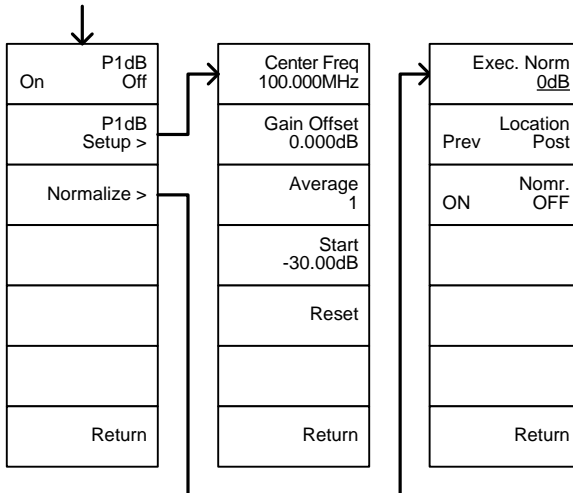 P1dB
On Off
P1dB
Setup >
Normalize >
Return
Center Freq
100.000MHz
Gain Offset
0.000dB
Average
1
Start
-30.00dB
Reset
Return
Exec. Norm
0dB
Location
Prev Post
Nomr.
ON OFF
Return